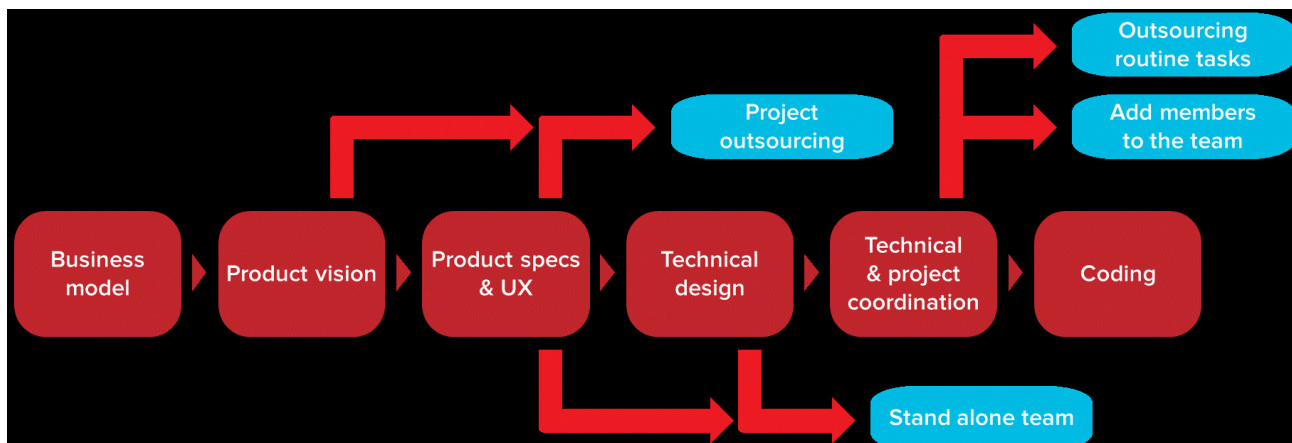 Outsourcing
routine tasks
Project
outsourcing
Add members
to the team
Business
model
Product vision
Product specs
& UX
Technical
design
Technical
& project
coordination
Coding
Stand alone team